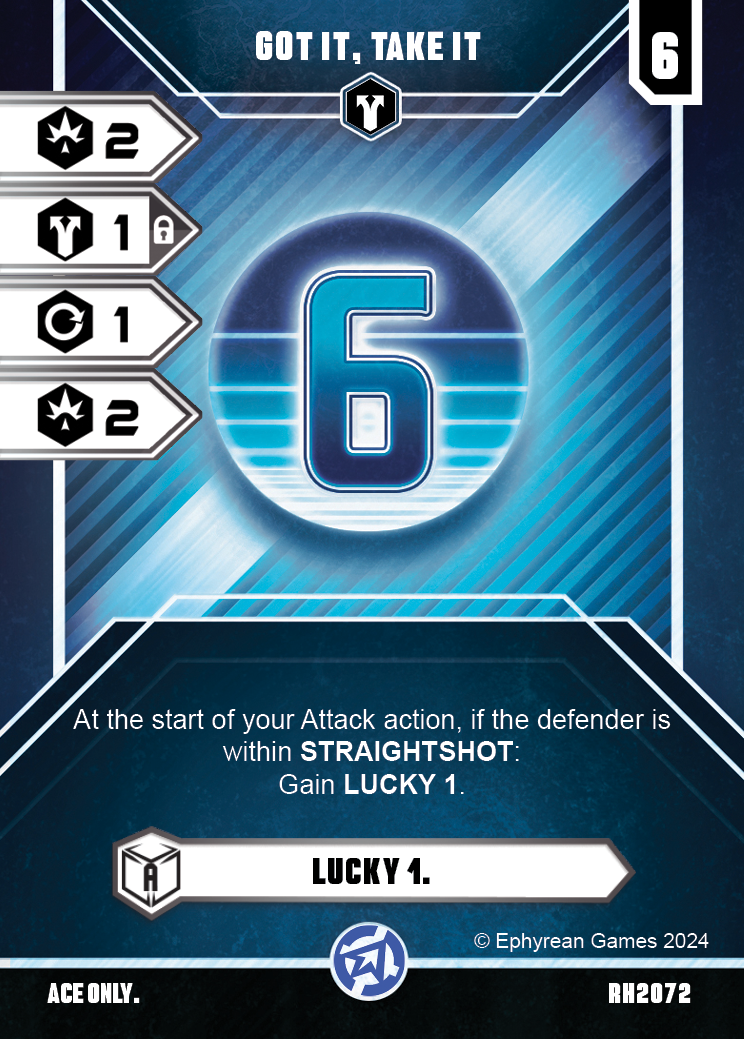 GOT IT, TAKE IT
6
2
1
1
2
6
At the start of your Attack action, if the defender is
within STRAIGHTSHOT:
Gain LUCKY 1.
A
LUCKY 1.
© Ephyrean Games 2024
ACE ONLY.
RH2072